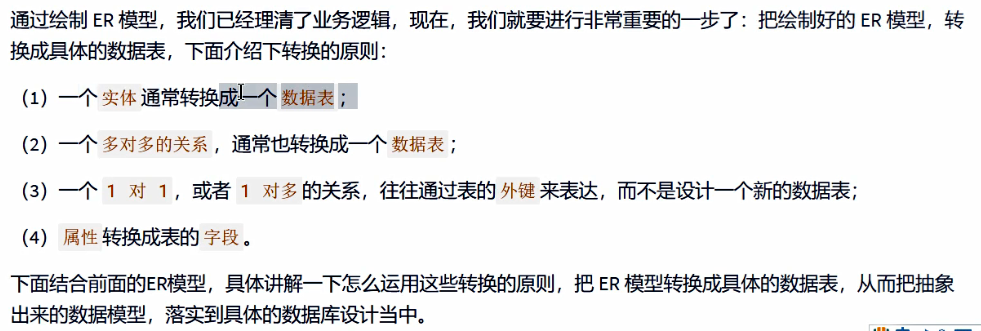 通过绘制 ER 模型，我们已经理清了业务逻辑，现在，我们就要进行非常重要的一步了：把绘制好的 ER 模型，转
换成具体的数据表，下面介绍下转换的原则：
（1）一个 实体 通常转换成一个 数据表 ；
（2）一个 多对多的关系 ，通常也转换成一个 数据表 ；
（3）一个 1 对 1 ，或者 1 对多 的关系，往往通过表的 外键 来表达，而不是设计一个新的数据表；
（4） 属性 转换成表的 字段 。
下面结合前面的ER模型，具体讲解一下怎么运用这些转换的原则，把 ER 模型转换成具体的数据表，从而把抽象
出来的数据模型，落实到具体的数据库设计当中。